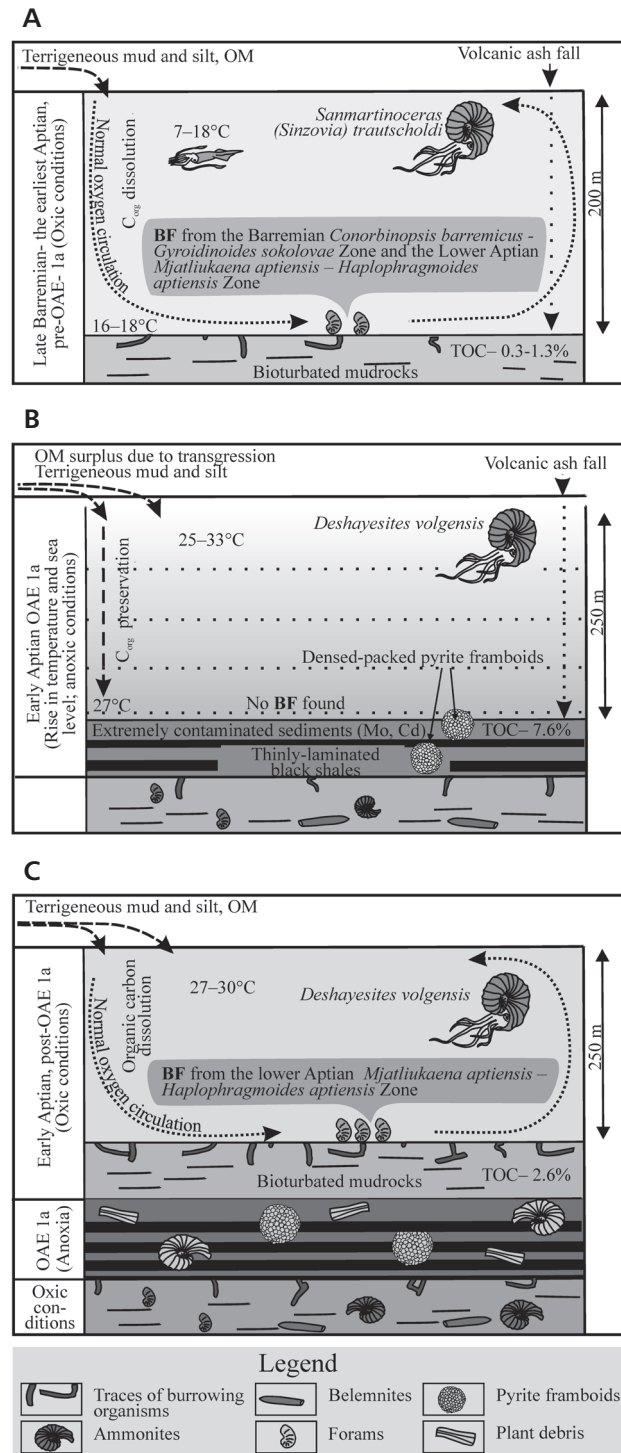 A
Terrigeneous mud and silt, OM
Volcanic ash fall
Late Barremian- the earliest Aptian,
pre-OAE- 1a (Oxic conditions)
Normal oxygen circulation
Corg dissolution
7–18°C
Sanmartinoceras
(Sinzovia) trautscholdi
200 m
BF from the Barremian Conorbinopsis barremicus -
Gyroidinoides sokolovae Zone and the Lower Aptian
Mjatliukaena aptiensis – Haplophragmoides
aptiensis Zone
16–18°C
TOC– 0.3-1.3%
Bioturbated mudrocks
B
OM surplus due to transgression
Terrigeneous mud and silt
Volcanic ash fall
Early Aptian OAE 1a
(Rise in temperature and sea
level; anoxic conditions)
Corg preservation
25–33°C
Deshayesites volgensis
250 m
Densed-packed pyrite framboids
27°C
No BF found
Extremely contaminated sediments (Mo, Cd)
TOC– 7.6%
Thinly-laminated
black shales
C
Terrigeneous mud and silt, OM
Early Aptian, post-OAE 1a
(Oxic conditions)
Normal oxygen circulation
Organic carbon
dissolution
27–30°C
Deshayesites volgensis
250 m
BF from the lower Aptian Mjatliukaena aptiensis –
Haplophragmoides aptiensis Zone
Bioturbated mudrocks
TOC– 2.6%
OAE 1a
(Anoxia)
Oxic
con-
ditions
Legend
Traces of burrowing
organisms
Belemnites
Pyrite framboids
Ammonites
Forams
Plant debris